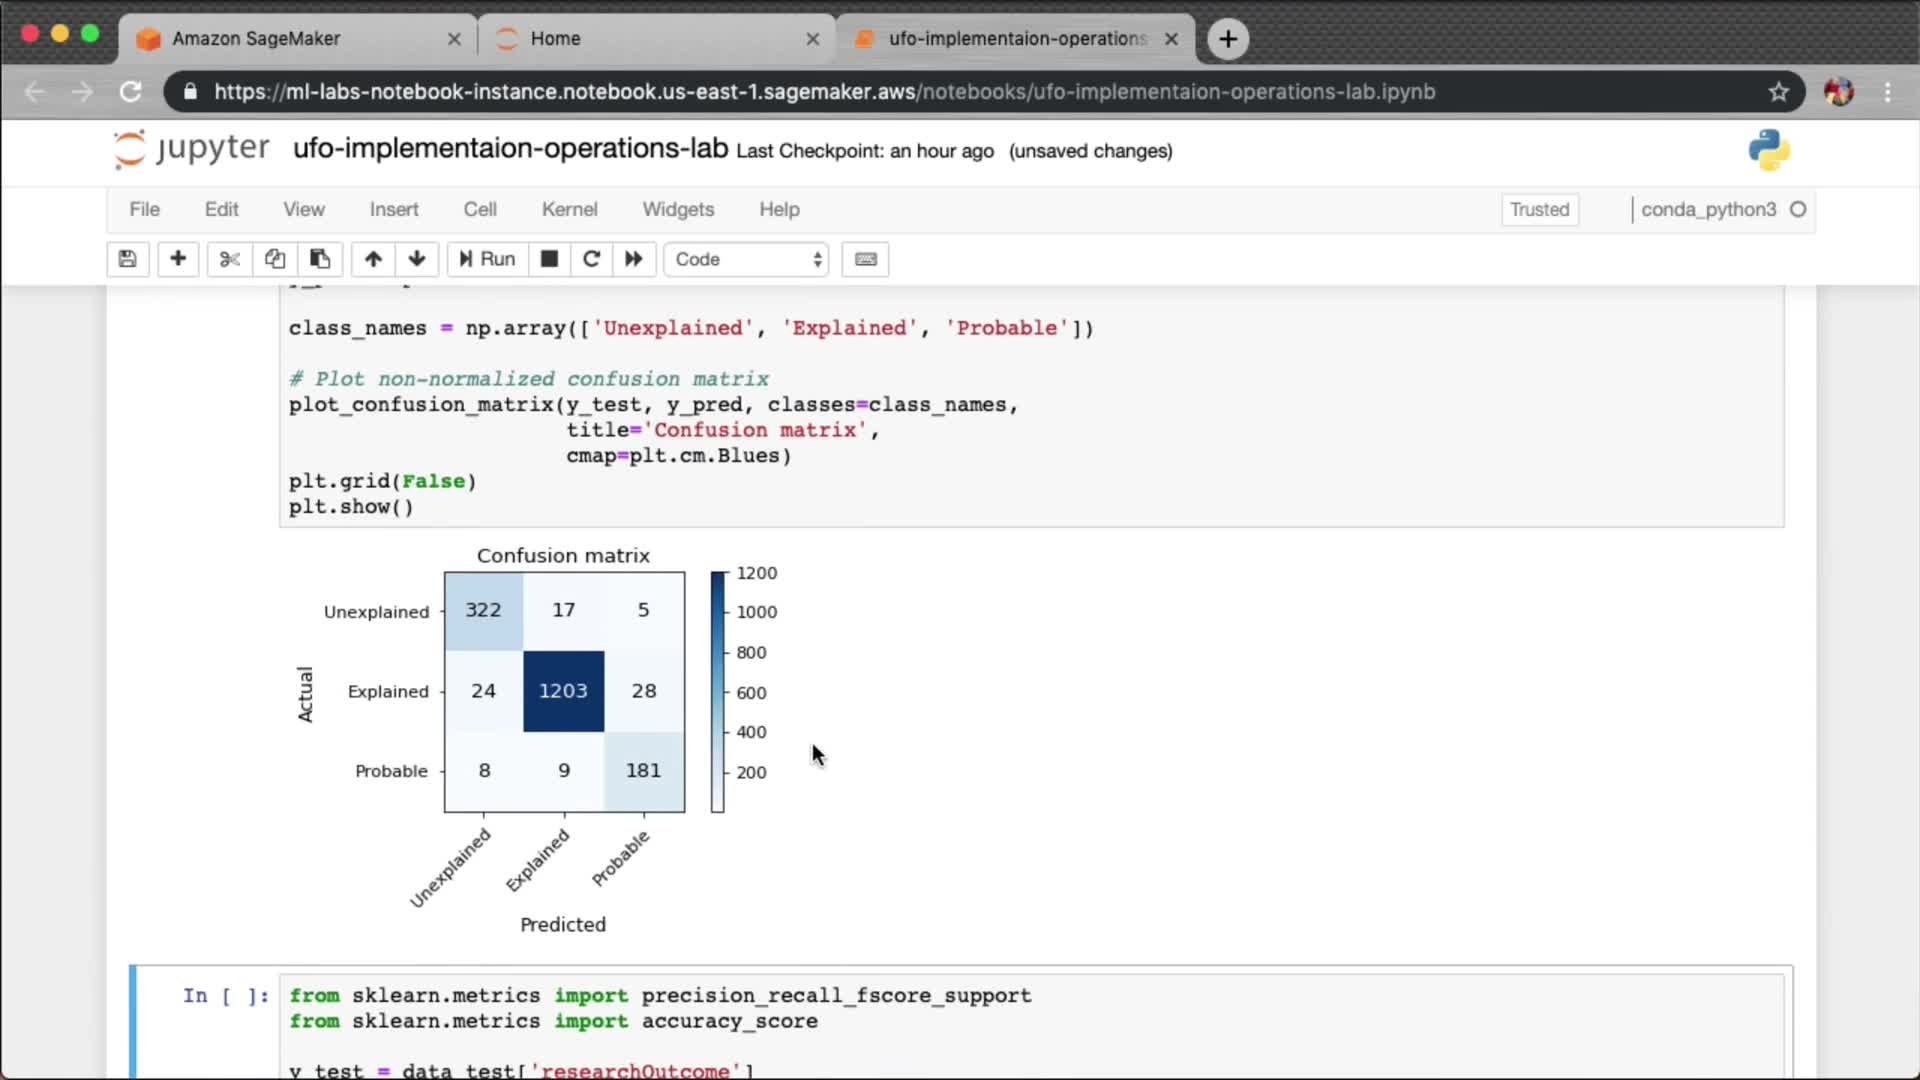 Amazon SageMaker
Home
ufo-implementaion-operations
https://ml-labs-notebook-instance.notebook.us-east-1.sagemaker.aws/notebooks/ufo-implementaion-operations-lab.ipynb
jupyter ufo-implementaion-operations-lab Last Checkpoint: an hour ago (unsaved changes)
File Edit View Insert Cell Kernel Widgets Help Trusted conda_python3
Run Code
class_names = np.array(['Unexplained', 'Explained', 'Probable'])
# Plot non-normalized confusion matrix
plot_confusion_matrix(y_test, y_pred, classes=class_names,
title='Confusion matrix',
cmap=plt.cm.Blues)
plt.grid(False)
plt.show()
Confusion matrix
Unexplained 322 17 5
Explained 24 1203 28
Probable 8 9 181
Actual
1200
1000
800
600
400
200
Unexplained Explained Probable
Predicted
In [ ]: from sklearn.metrics import precision_recall_fscore_support
from sklearn.metrics import accuracy_score
y_test = data_test['researchOutcome']